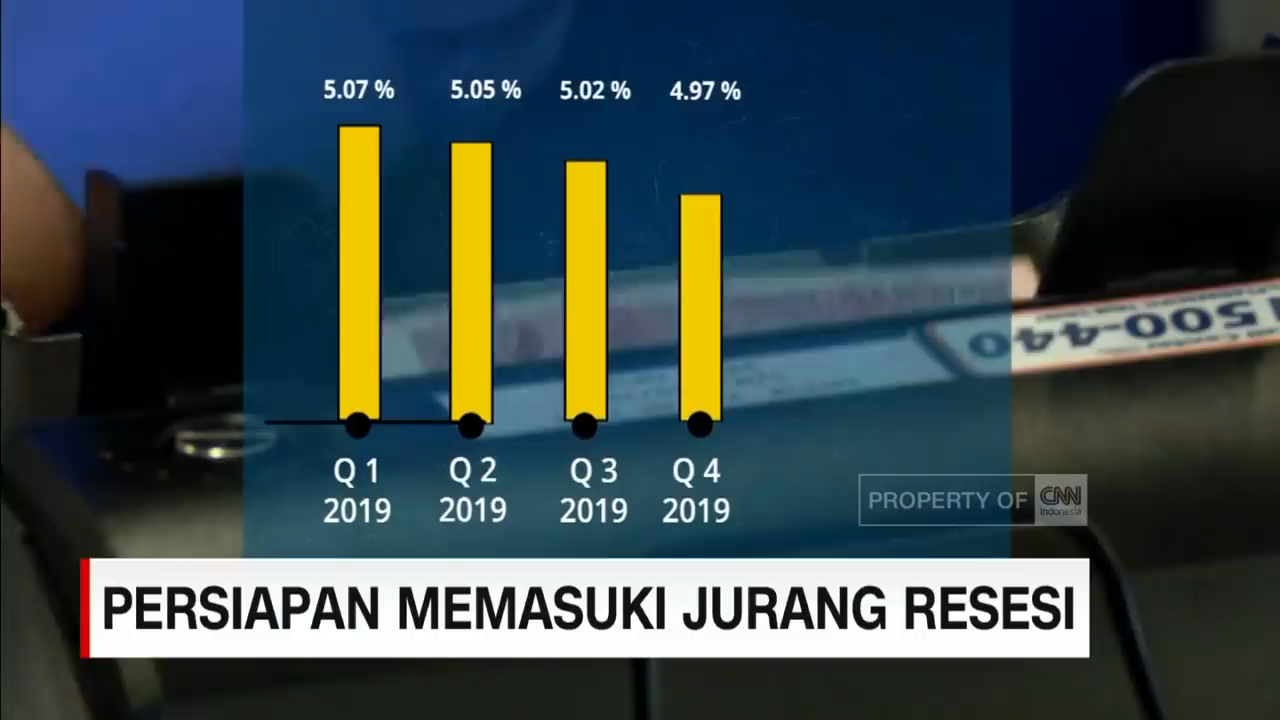 5.07 % 5.05 % 5.02 % 4.97 %
Q 1 Q 2 Q 3 Q 4
2019 2019 2019 2019
500-440
PROPERTY OF CNN Indonesia
PERSIAPAN MEMASUKI JURANG RESESI